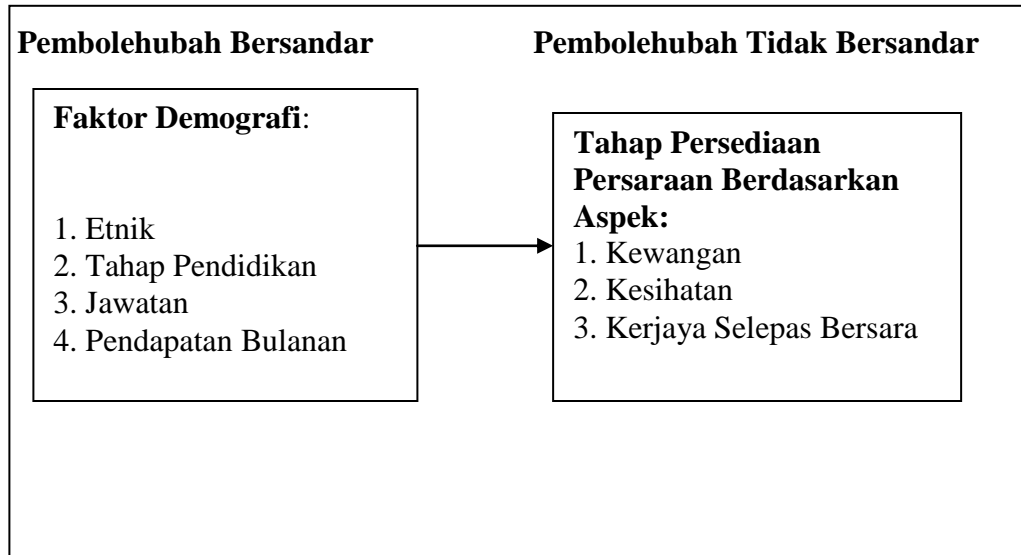 Pembolehubah Bersandar
Pembolehubah Tidak Bersandar
Faktor Demografi:
1. Etnik
2. Tahap Pendidikan
3. Jawatan
4. Pendapatan Bulanan
Tahap Persediaan
Persaraan Berdasarkan
Aspek:
1. Kewangan
2. Kesihatan
3. Kerjaya Selepas Bersara